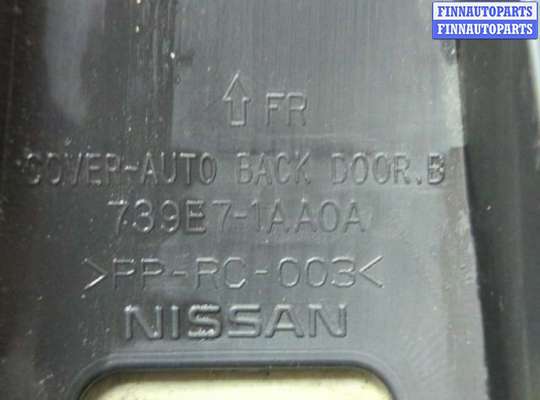 FINNAUTOPARTS
FINNAUTOPARTS
FR
COVER-AUTO BACK DOOR.B
739E7-1AA0A
>PP-RC-003<
NISSAN